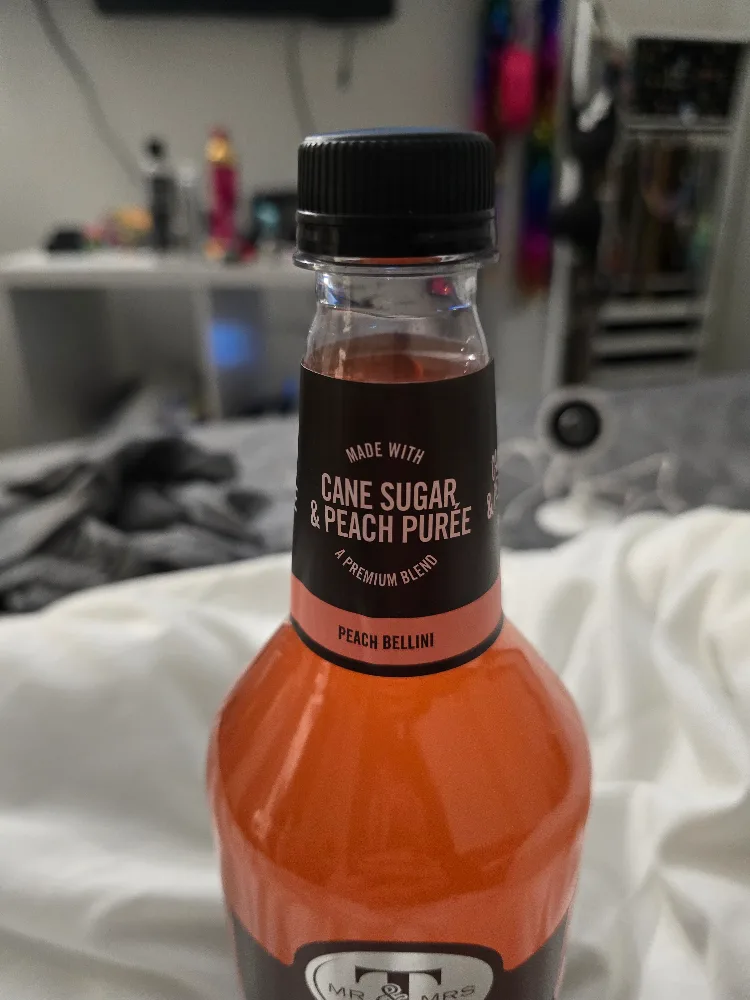 MADE WITH
CANE SUGAR
& PEACH PURÉE
A PREMIUM BLEND
PEACH BELLINI
T
MR & MRS